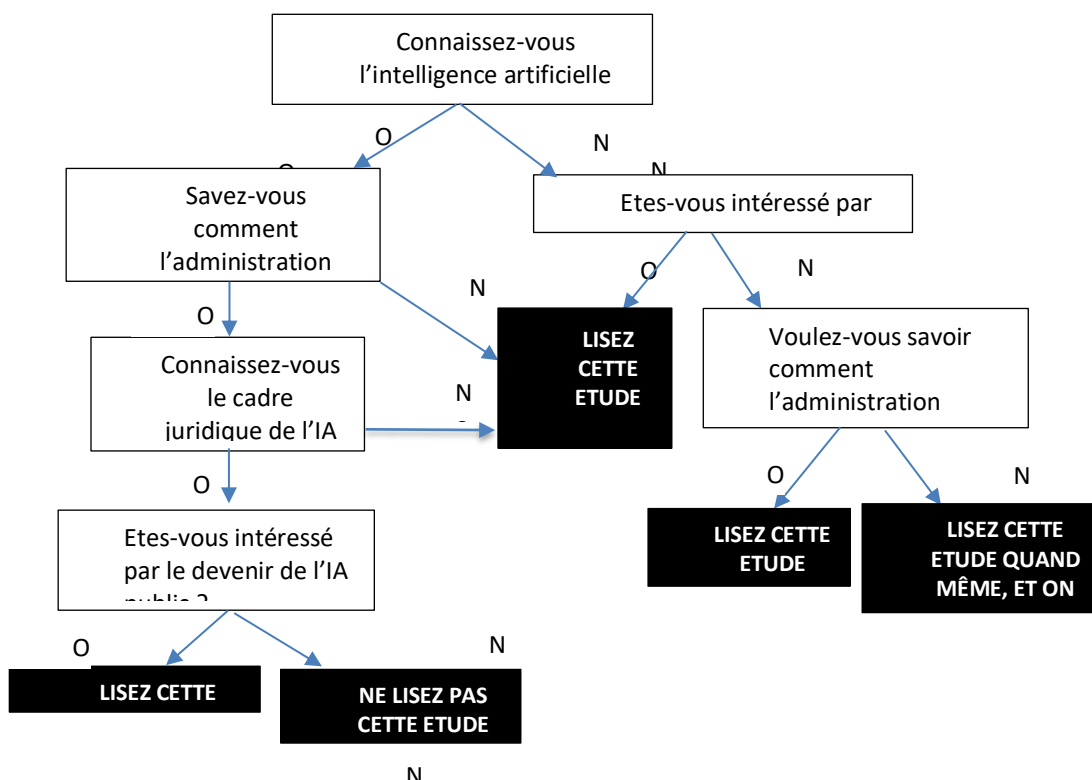 Connaissez-vous
l'intelligence artificielle
O
N
O
N
Savez-vous
comment
l'administration
Etes-vous intéressé par
N
O
N
O
LISEZ
CETTE
ETUDE
Voulez-vous savoir
comment
l'administration
Connaissez-vous
le cadre
juridique de l'IA
N
O
O
N
Etes-vous intéressé
par le devenir de l'IA
public ?
LISEZ CETTE
ETUDE
LISEZ CETTE
ETUDE QUAND
MÊME, ET ON
O
N
LISEZ CETTE
NE LISEZ PAS
CETTE ETUDE
N